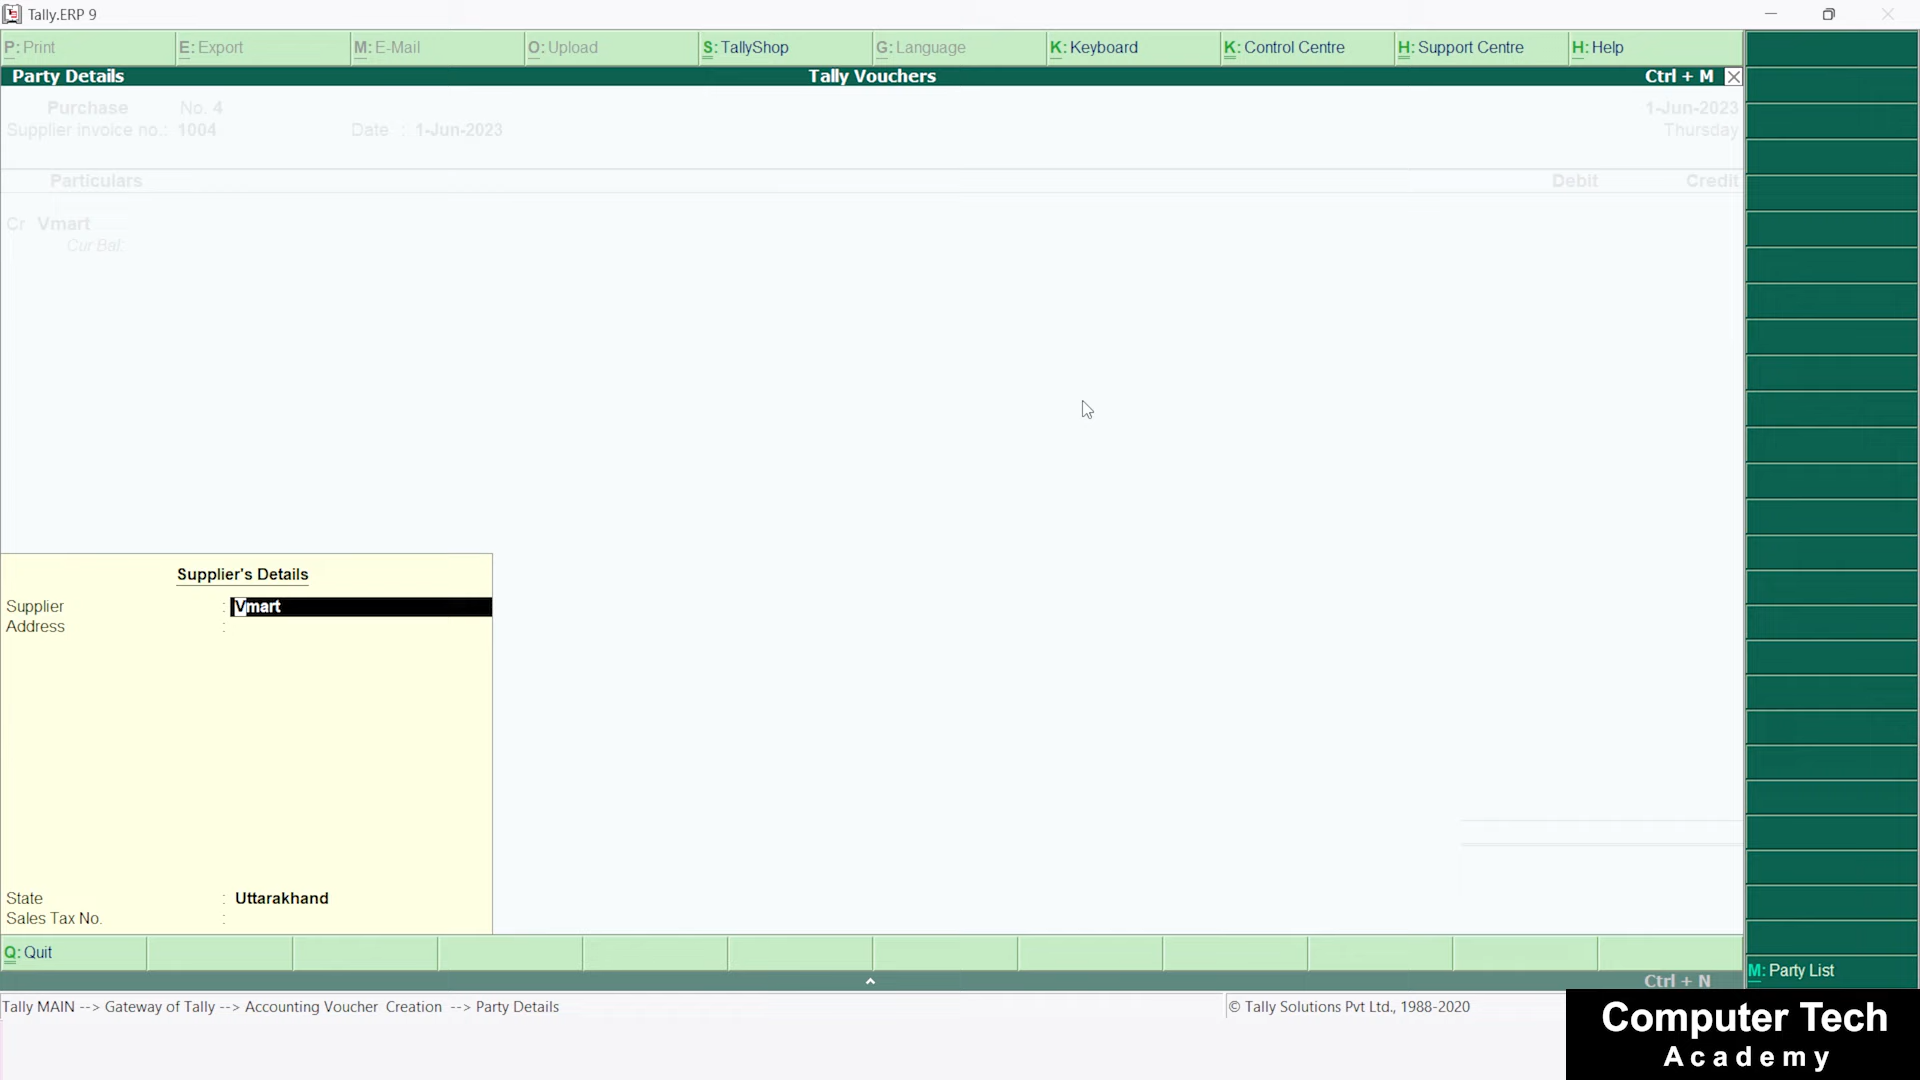 Tally.ERP 9
P: Print
E: Export
M: E-Mail
O: Upload
S: TallyShop
G: Language
K: Keyboard
K: Control Centre
H: Support Centre
H: Help
Party Details
Tally Vouchers
Ctrl + M
Purchase No. 4
1-Jun-2023
Supplier invoice no.: 1004 Date : 1-Jun-2023
Thursday
Particulars
Debit
Credit
Cr Vmart
Cur Bal:
Supplier's Details
Supplier : Vmart
Address :
State : Uttarakhand
Sales Tax No. :
Q: Quit
M: Party List
Ctrl + N
Tally MAIN --> Gateway of Tally --> Accounting Voucher Creation --> Party Details
© Tally Solutions Pvt Ltd., 1988-2020
Computer Tech
Academy